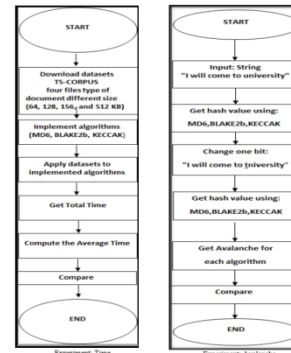 START
Download datasets
TS-CORPUS
four files type of
document different size
(64, 128, 156, and 512 KB)
Implement algorithms
(MD6, BLAKE2b, KECCAK)
Apply datasets to
implemented algorithms
Get Total Time
Compute the Average Time
Compare
END
Experiment: Time
START
Input: String
"I will come to university"
Get hash value using:
MD6,BLAKE2b,KECCAK
Change one bit:
"I will come to tniversity"
Get hash value using:
MD6,BLAKE2b,KECCAK
Get Avalanche for
each algorithm
Compare
END